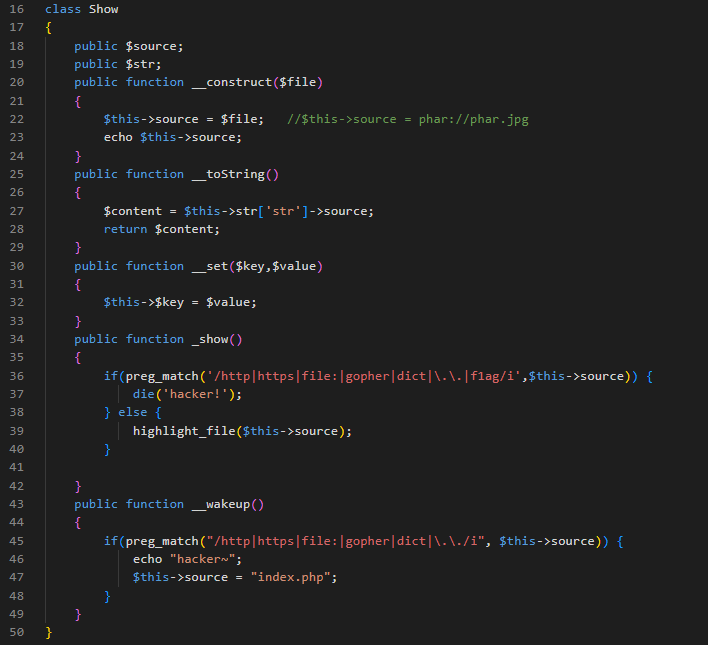 16 class Show
17 {
18     public $source;
19     public $str;
20     public function __construct($file)
21     {
22         $this->source = $file;   //$this->source = phar://phar.jpg
23         echo $this->source;
24     }
25     public function __toString()
26     {
27         $content = $this->str['str']->source;
28         return $content;
29     }
30     public function __set($key,$value)
31     {
32         $this->$key = $value;
33     }
34     public function _show()
35     {
36         if(preg_match('/http|https|file:|gopher|dict|\.\.|f1ag/i',$this->source)) {
37             die('hacker!');
38         } else {
39             highlight_file($this->source);
40         }
41
42     }
43     public function __wakeup()
44     {
45         if(preg_match("/http|https|file:|gopher|dict|\.\./i", $this->source)) {
46             echo "hacker~";
47             $this->source = "index.php";
48         }
49     }
50 }